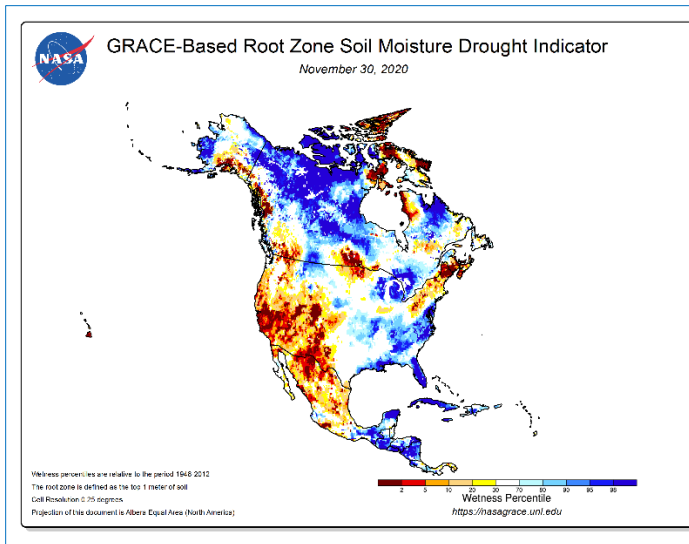 NASA
GRACE-Based Root Zone Soil Moisture Drought Indicator
November 30, 2020
Wetness percentiles are relative to the period 1948-2012
The root zone is defined as the top 1 meter of soil
Cell Resolution 0.25 degrees
Projection of this document is Albers Equal Area (North America)
2 5 10 20 30 70 80 90 95 98
Wetness Percentile
https://nasagrace.unl.edu